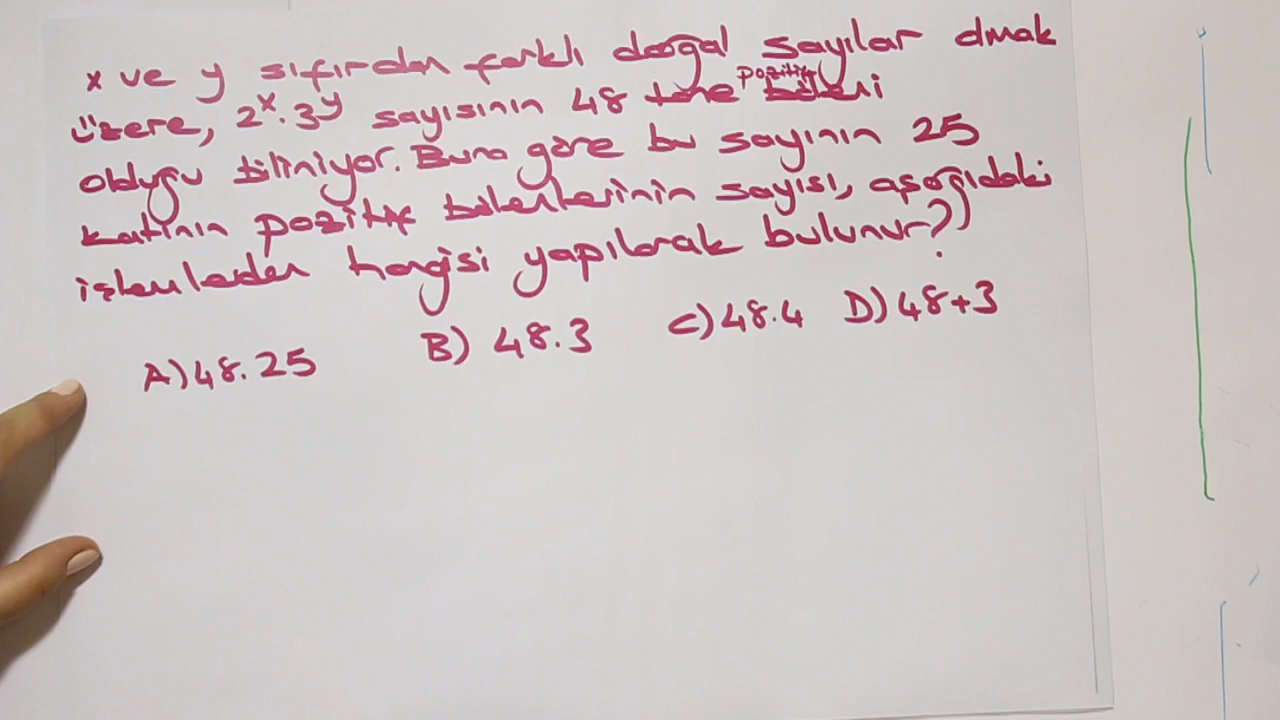 x ve y sıfırdan farklı doğal sayılar olmak
üzere, 2^x.3^y sayısının 48 tane pozitif böleni
olduğu biliniyor. Buna göre bu sayının 25
katının pozitif bölenlerinin sayısı, aşağıdaki
işlemlerden hangisi yapılarak bulunur?
A) 48.25 B) 48.3 C) 48.4 D) 48+3